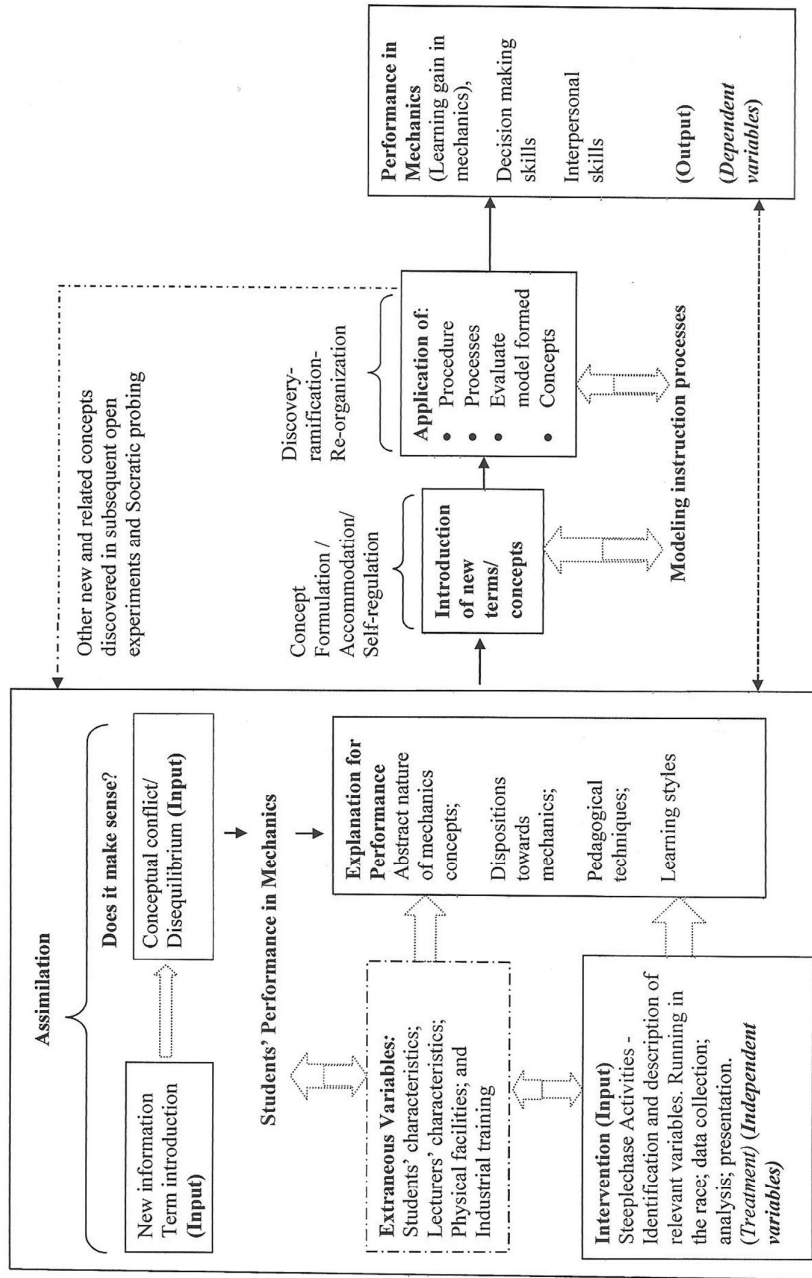 Assimilation
Does it make sense?
New information
Term introduction
(Input)
Conceptual conflict/
Disequilibrium (Input)
Students' Performance in Mechanics
Extraneous Variables:
Students' characteristics;
Lecturers' characteristics;
Physical facilities; and
Industrial training
Explanation for
Performance
Abstract nature
of mechanics
concepts;
Dispositions
towards
mechanics;
Pedagogical
techniques;
Learning styles
Intervention (Input)
Steeplechase Activities -
Identification and description of
relevant variables. Running in
the race; data collection;
analysis; presentation.
(Treatment) (Independent
variables)
Other new and related concepts
discovered in subsequent open
experiments and Socratic probing
Concept
Formulation /
Accommodation/
Self-regulation
Introduction
of new
terms/
concepts
Discovery-
ramification-
Re-organization
Application of:
• Procedure
• Processes
• Evaluate
model formed
• Concepts
Modeling instruction processes
Performance in
Mechanics
(Learning gain in
mechanics),
Decision making
skills
Interpersonal
skills
(Output)
(Dependent
variables)